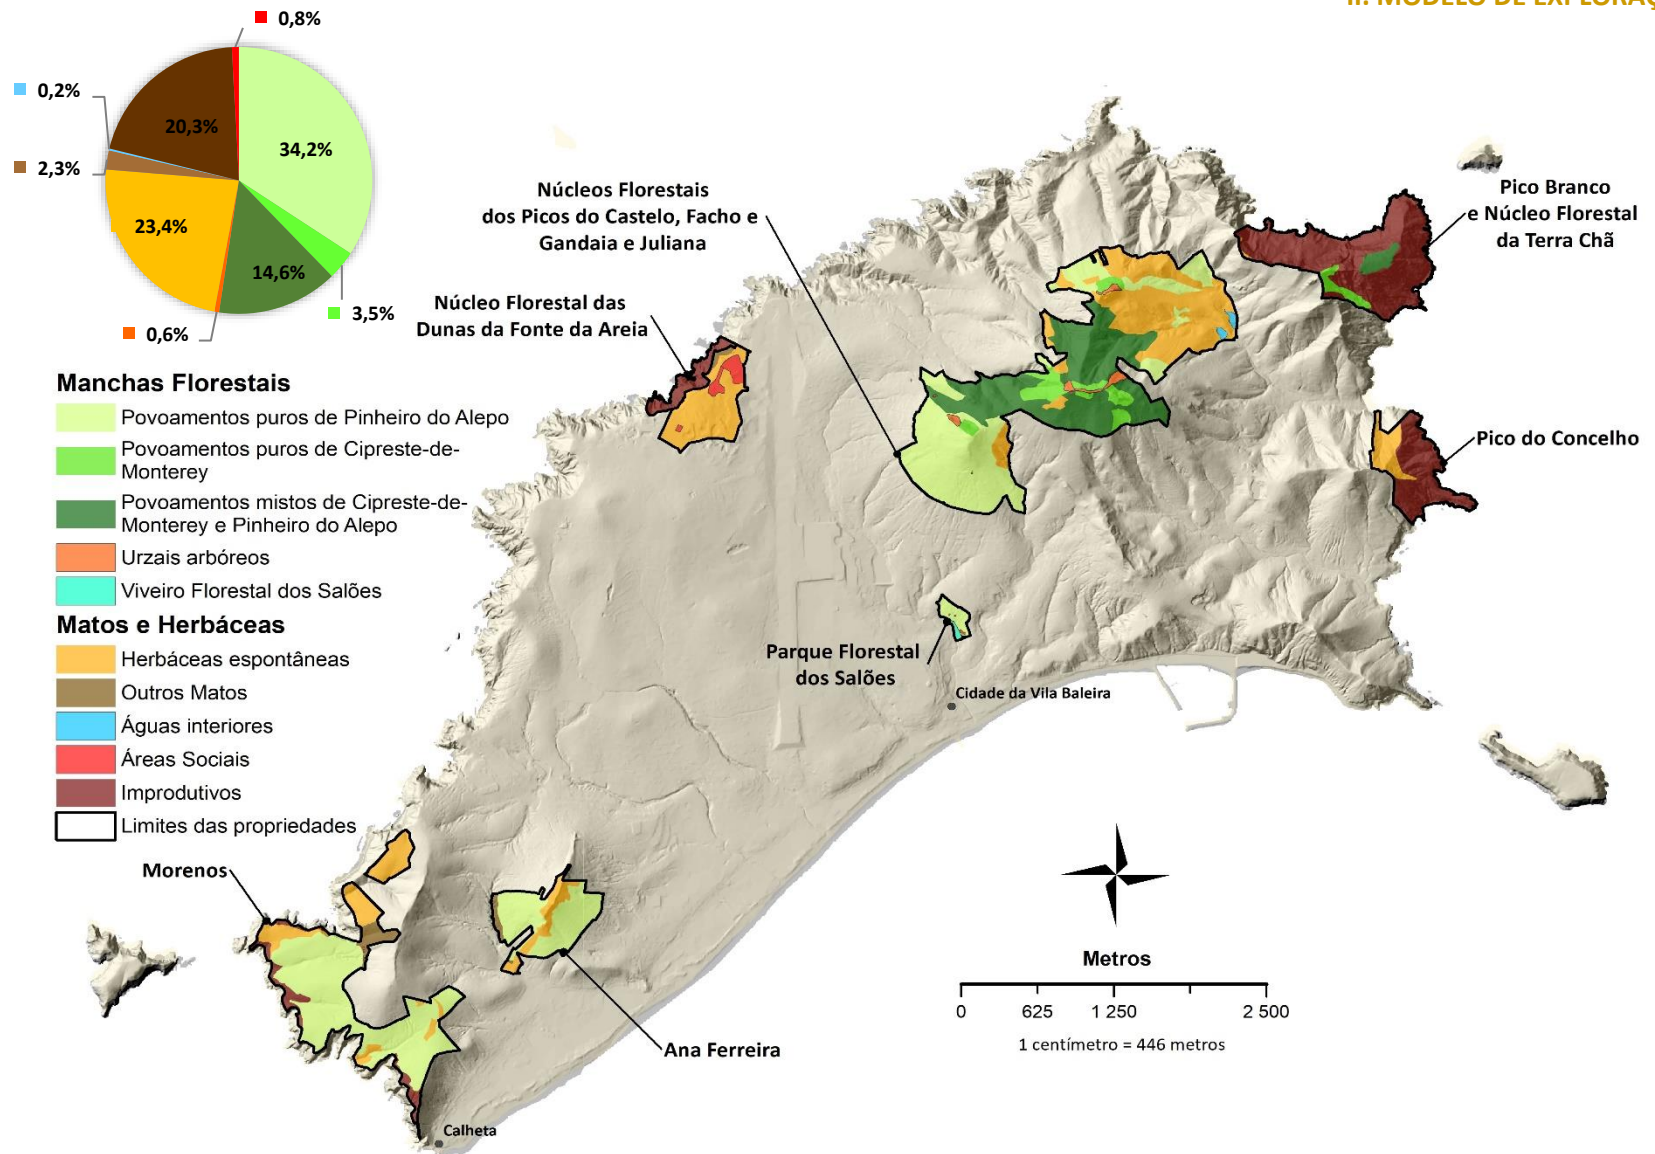 II. MODELO DE EXPLORAÇ
0,8%
0,2%
20,3%
34,2%
2,3%
23,4%
14,6%
3,5%
0,6%
Núcleos Florestais
dos Picos do Castelo, Facho e
Gandaia e Juliana
Pico Branco
e Núcleo Florestal
da Terra Chã
Núcleo Florestal das
Dunas da Fonte da Areia
Pico do Concelho
Manchas Florestais
Povoamentos puros de Pinheiro do Alepo
Povoamentos puros de Cipreste-de-
Monterey
Povoamentos mistos de Cipreste-de-
Monterey e Pinheiro do Alepo
Urzais arbóreos
Viveiro Florestal dos Salões
Matos e Herbáceas
Herbáceas espontâneas
Outros Matos
Águas interiores
Áreas Sociais
Improdutivos
Limites das propriedades
Parque Florestal
dos Salões
Cidade da Vila Baleira
Morenos
Ana Ferreira
Calheta
Metros
0 625 1 250 2 500
1 centímetro = 446 metros